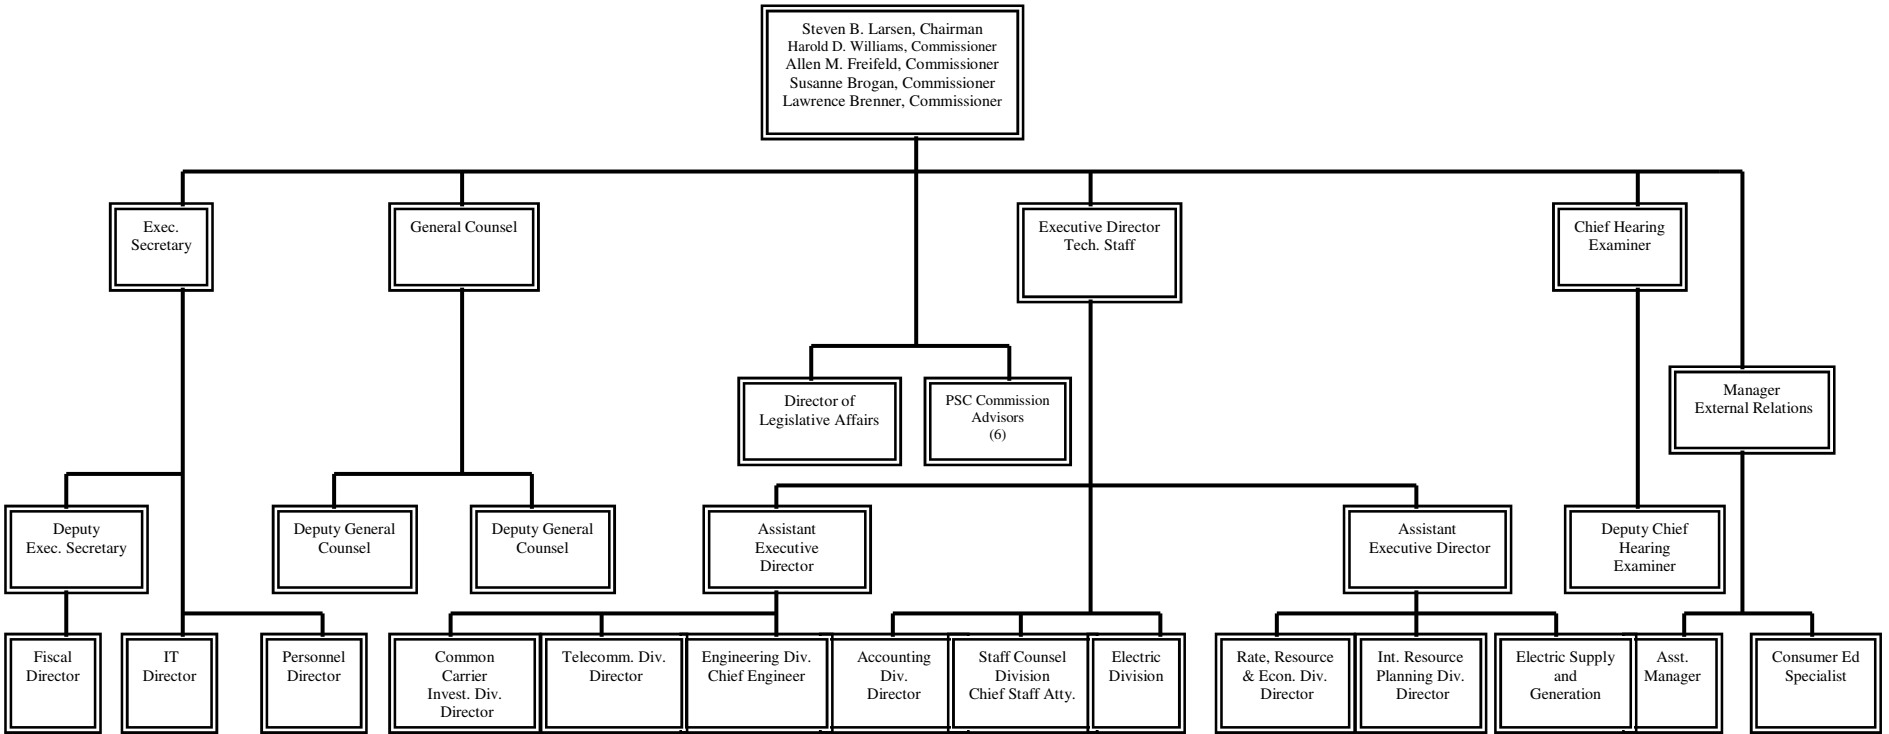 Steven B. Larsen, Chairman
Harold D. Williams, Commissioner
Allen M. Freifeld, Commissioner
Susanne Brogan, Commissioner
Lawrence Brenner, Commissioner
Exec.
Secretary
General Counsel
Executive Director
Tech. Staff
Chief Hearing
Examiner
Director of
Legislative Affairs
PSC Commission
Advisors
(6)
Manager
External Relations
Deputy
Exec. Secretary
Deputy General
Counsel
Deputy General
Counsel
Assistant
Executive
Director
Assistant
Executive Director
Deputy Chief
Hearing
Examiner
Fiscal
Director
IT
Director
Personnel
Director
Common
Carrier
Invest. Div.
Director
Telecomm. Div.
Director
Engineering Div.
Chief Engineer
Accounting
Div.
Director
Staff Counsel
Division
Chief Staff Atty.
Electric
Division
Rate, Resource
& Econ. Div.
Director
Int. Resource
Planning Div.
Director
Electric Supply
and
Generation
Asst.
Manager
Consumer Ed
Specialist